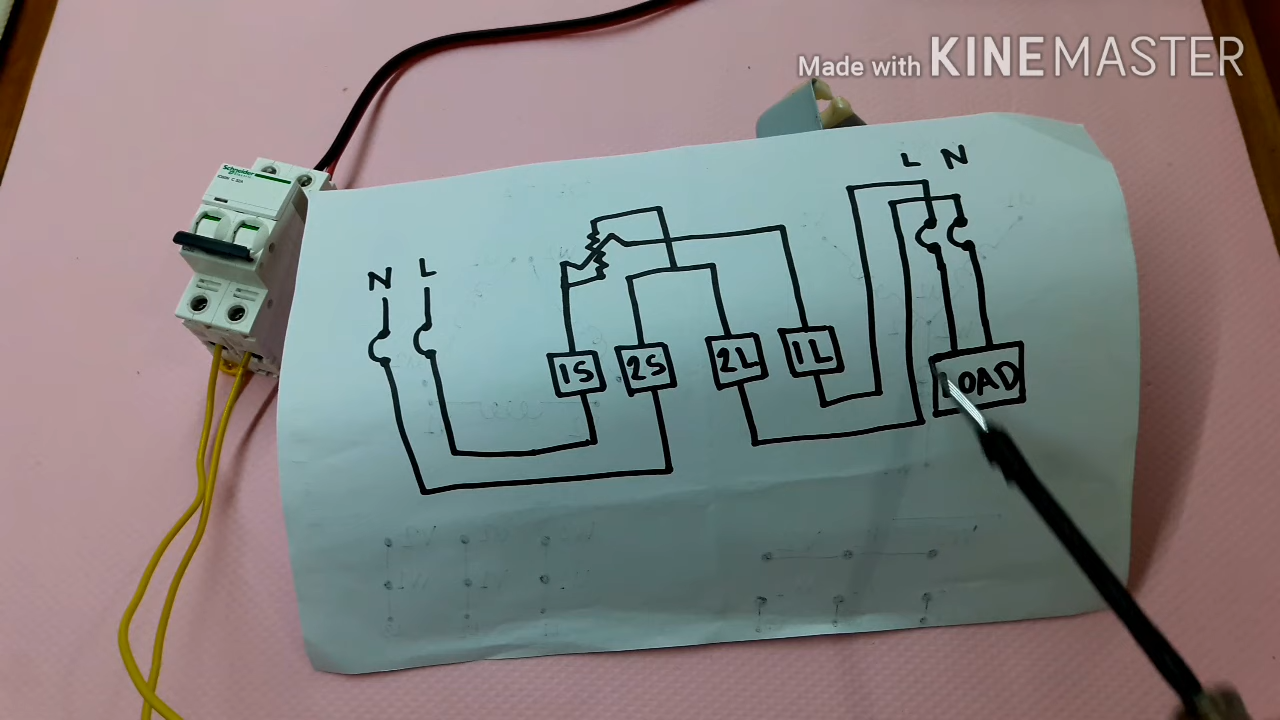 Made with KINEMASTER
Schneider
L N
N L
1S 2S 2L 1L
LOAD